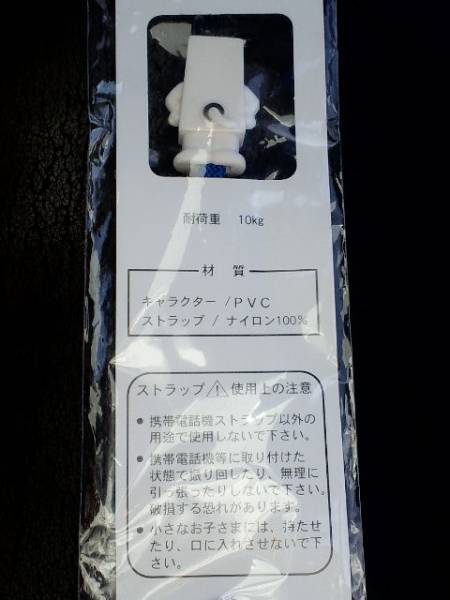 耐荷重 10kg
材 質
キャラクター /PVC
ストラップ / ナイロン100%
ストラップ ⚠ 使用上の注意
● 携帯電話機ストラップ以外の
用途で使用しないで下さい。
● 携帯電話機等に取り付けた
状態で振り回したり、無理に
引っ張ったりしないで下さい。
破損する恐れがあります。
● 小さなお子さまには、持たせ
たり、口に入れさせないで下
さい。